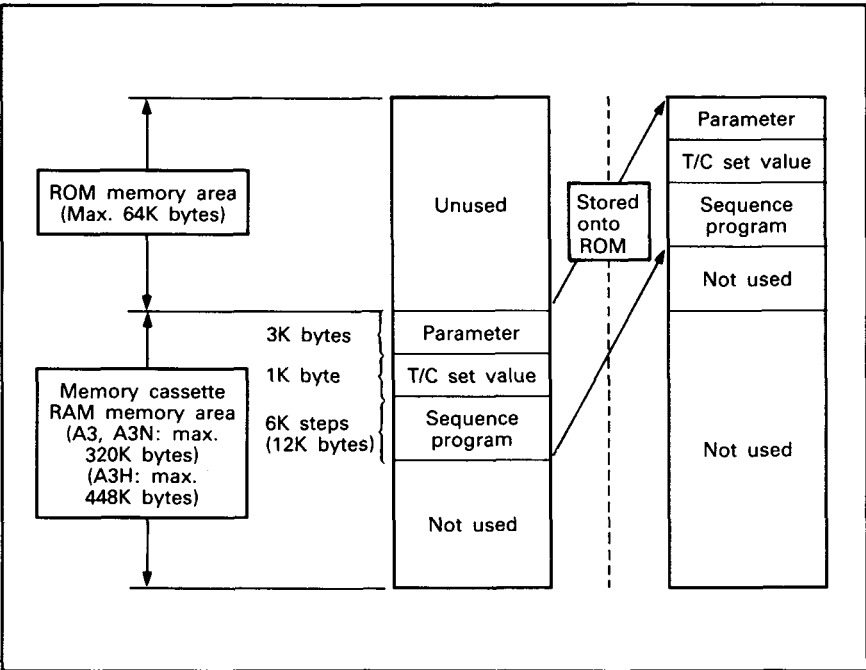 ROM memory area
(Max. 64K bytes)
Memory cassette
RAM memory area
(A3, A3N: max.
320K bytes)
(A3H: max.
448K bytes)
3K bytes
1K byte
6K steps
(12K bytes)
Unused
Parameter
T/C set value
Sequence
program
Not used
Stored
onto
ROM
Parameter
T/C set value
Sequence
program
Not used
Not used